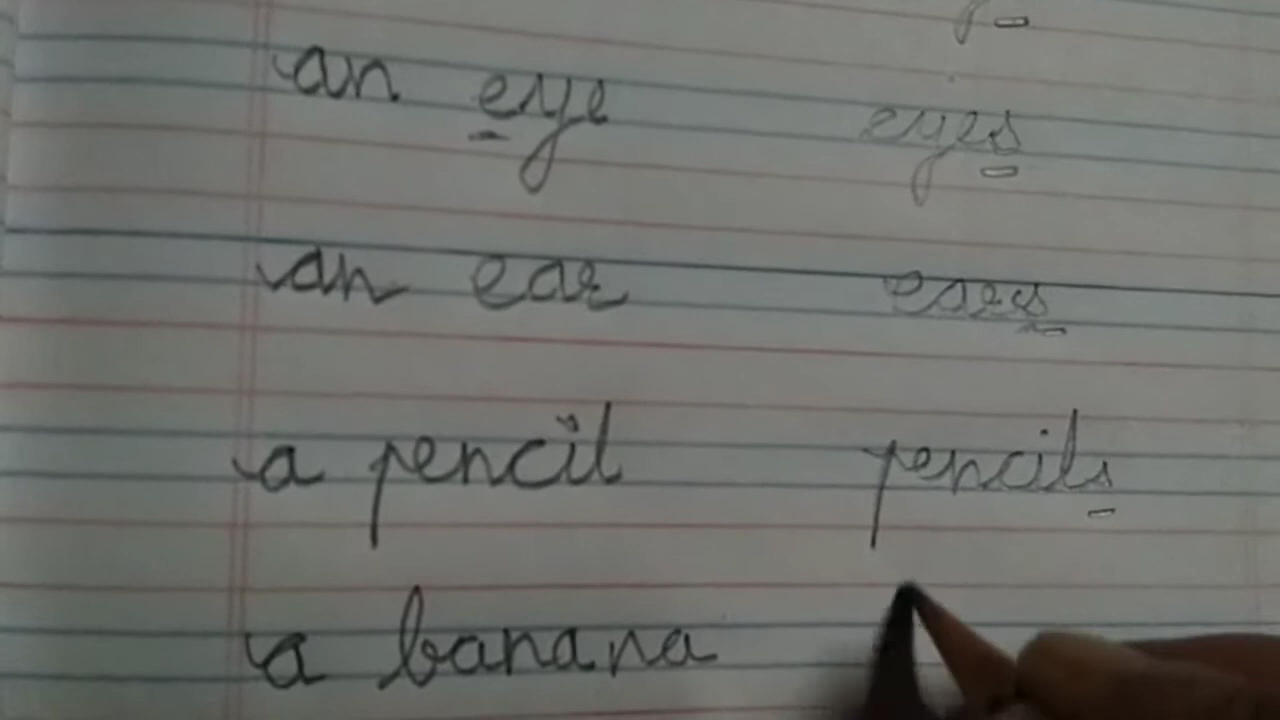 an eye eyes
an ear ears
a pencil pencils
a banana